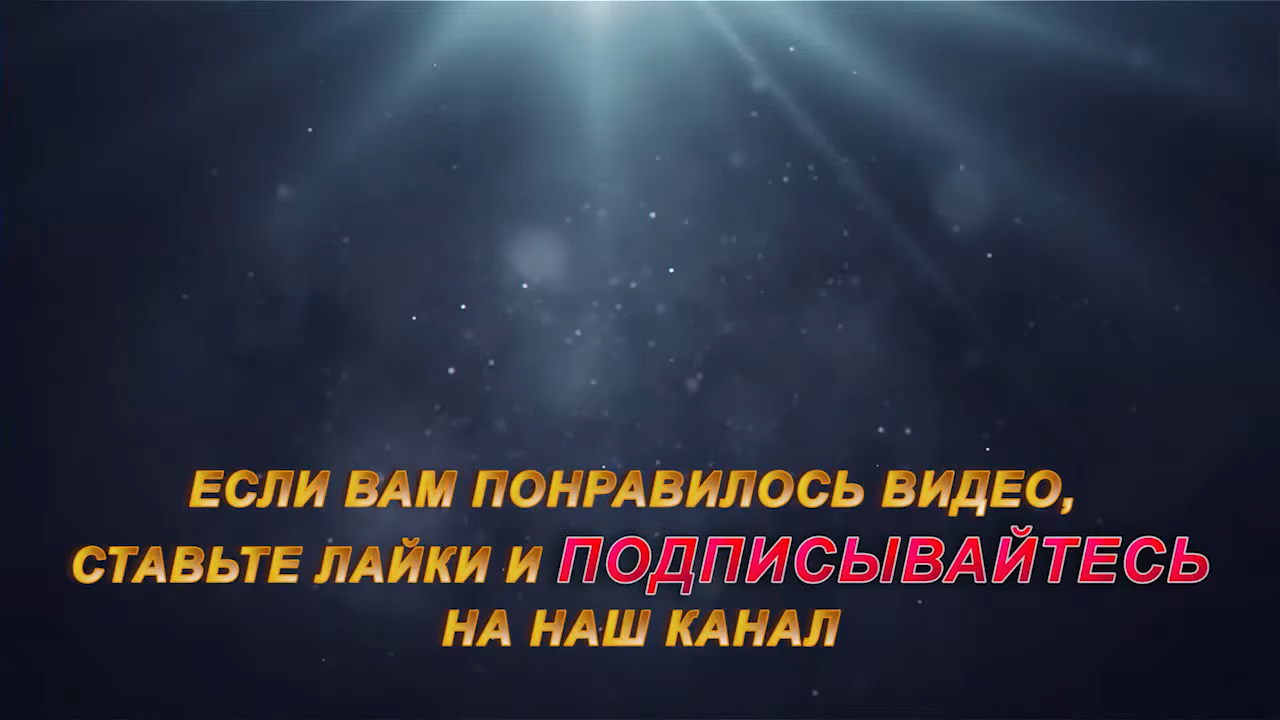 ЕСЛИ ВАМ ПОНРАВИЛОСЬ ВИДЕО,
СТАВЬТЕ ЛАЙКИ И ПОДПИСЫВАЙТЕСЬ
НА НАШ КАНАЛ